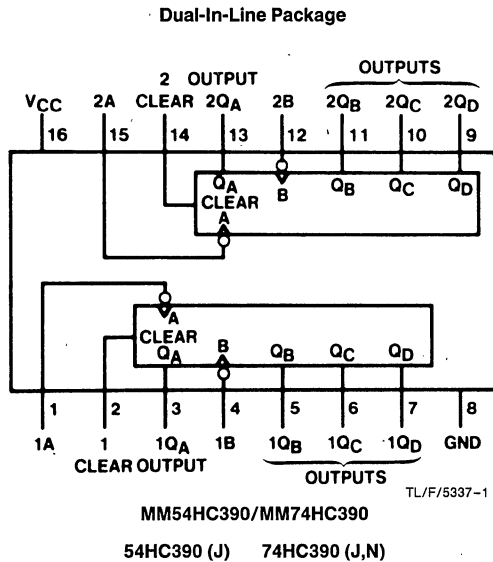 Dual-In-Line Package
OUTPUTS
2 OUTPUT
VCC 2A CLEAR 2QA 2B 2QB 2QC 2QD
16 15 14 13 12 11 10 9
QA B QB QC QD
CLEAR
A
A
CLEAR
QA B QB QC QD
1 2 3 4 5 6 7 8
1A 1 1QA 1B 1QB 1QC 1QD GND
CLEAR OUTPUT
OUTPUTS
TL/F/5337-1
MM54HC390/MM74HC390
54HC390 (J) 74HC390 (J,N)